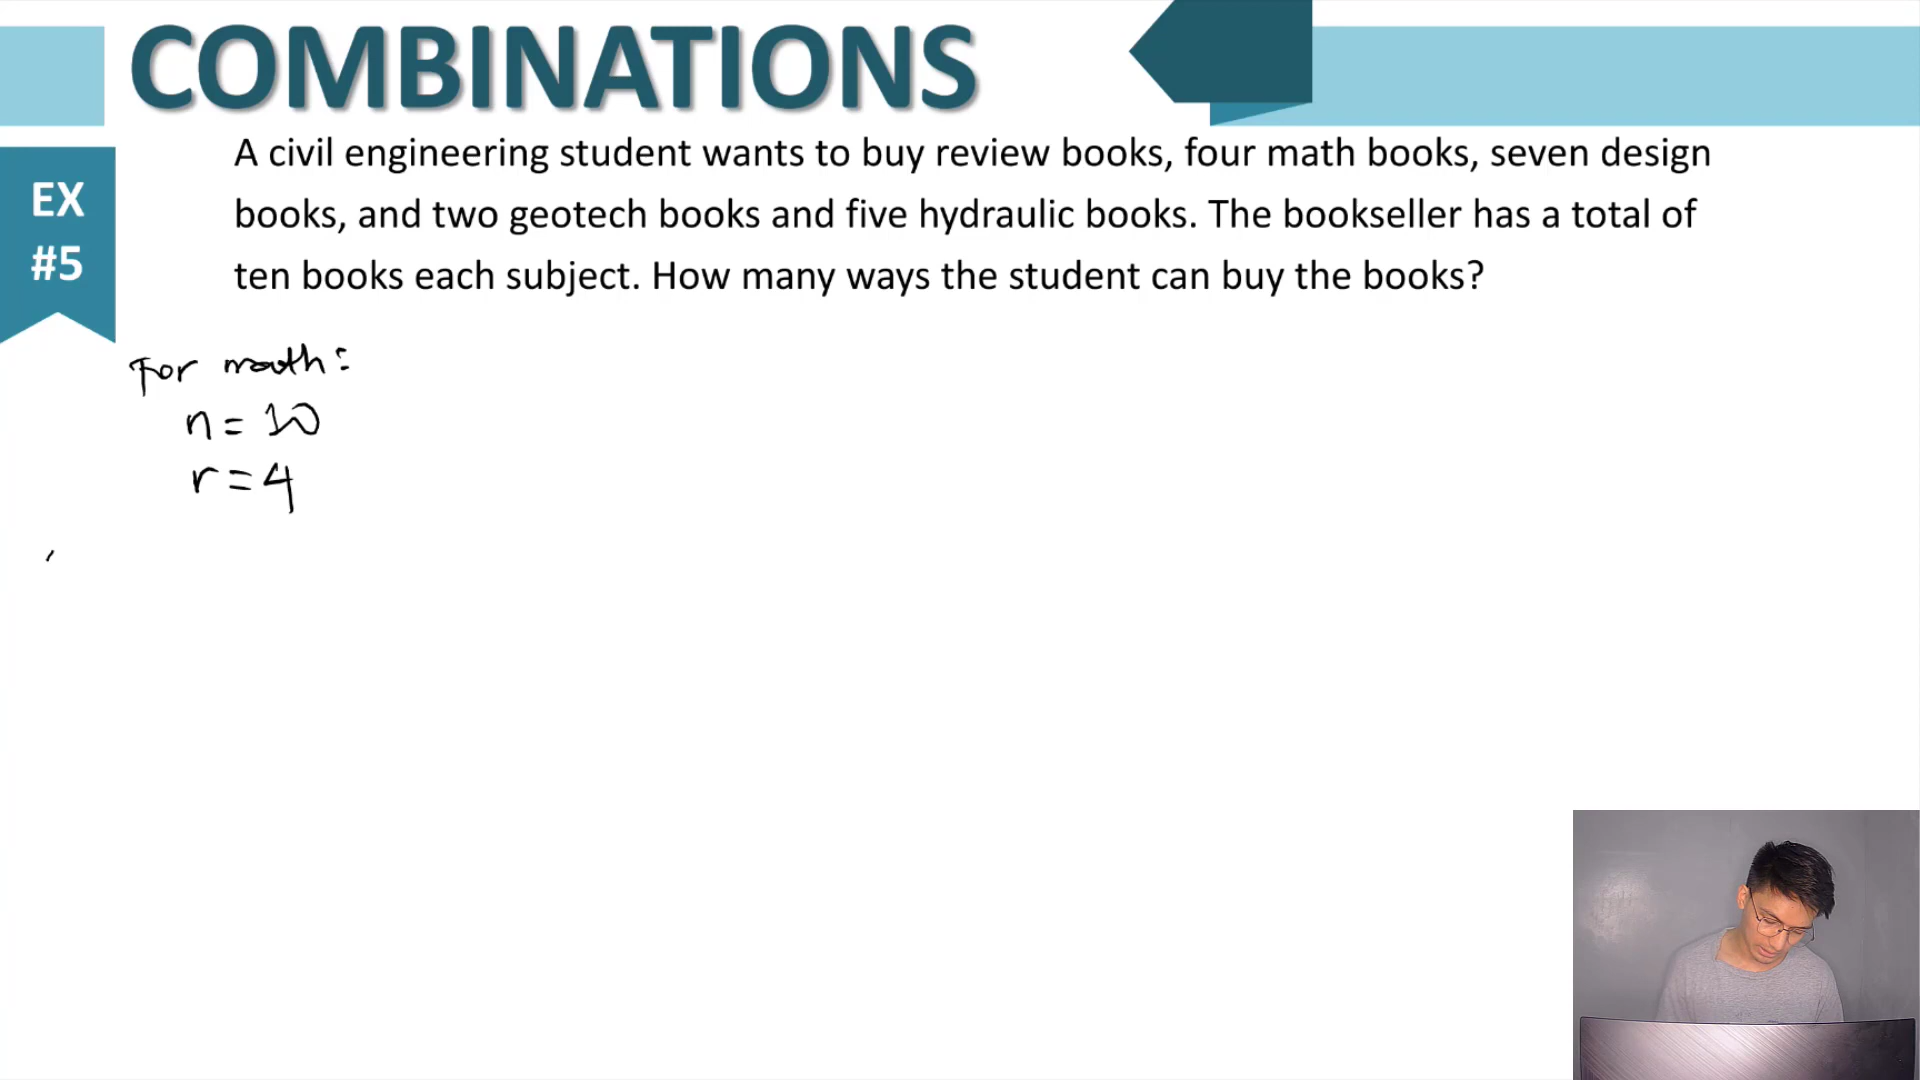 COMBINATIONS
EX
#5
A civil engineering student wants to buy review books, four math books, seven design
books, and two geotech books and five hydraulic books. The bookseller has a total of
ten books each subject. How many ways the student can buy the books?
For math:
n = 10
r = 4